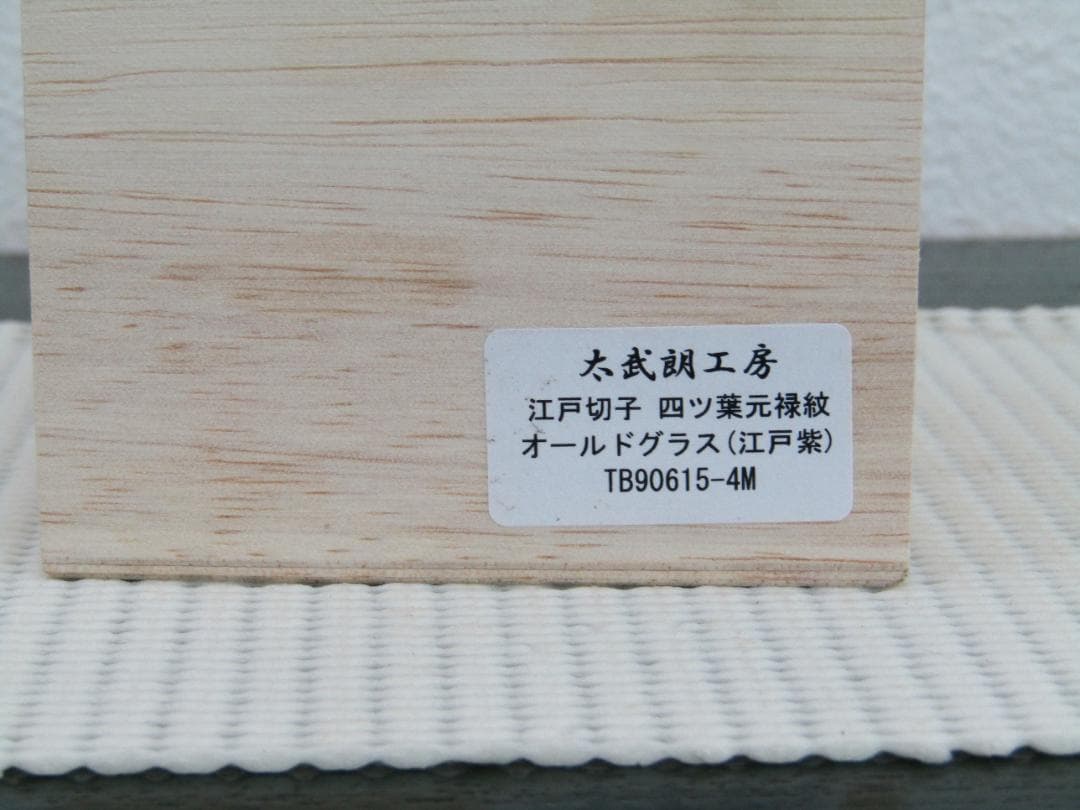 太武朗工房
江戸切子 四ツ葉元禄紋
オールドグラス(江戸紫)
TB90615-4M